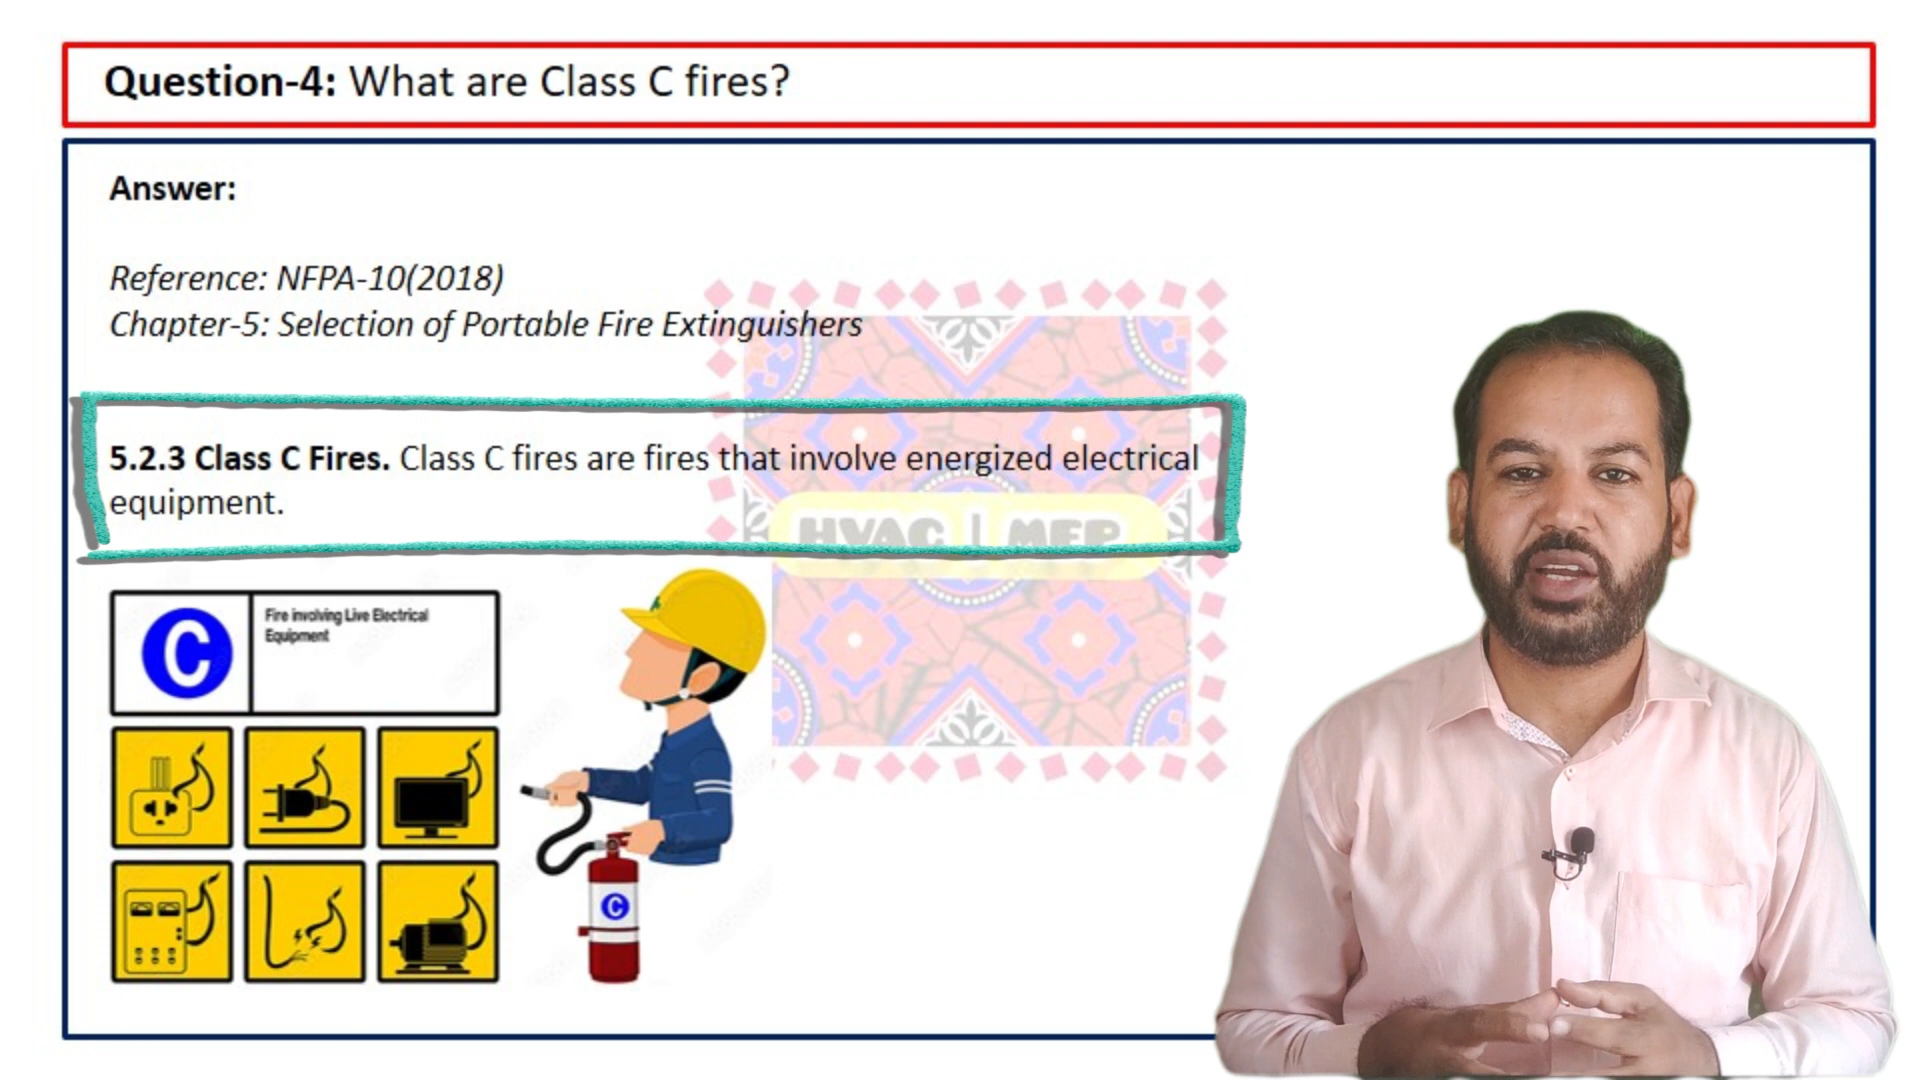 Question-4: What are Class C fires?
Answer:
Reference: NFPA-10(2018)
Chapter-5: Selection of Portable Fire Extinguishers
5.2.3 Class C Fires. Class C fires are fires that involve energized electrical
equipment.
HVAC | MEP
C
Fire involving Live Electrical
Equipment
C